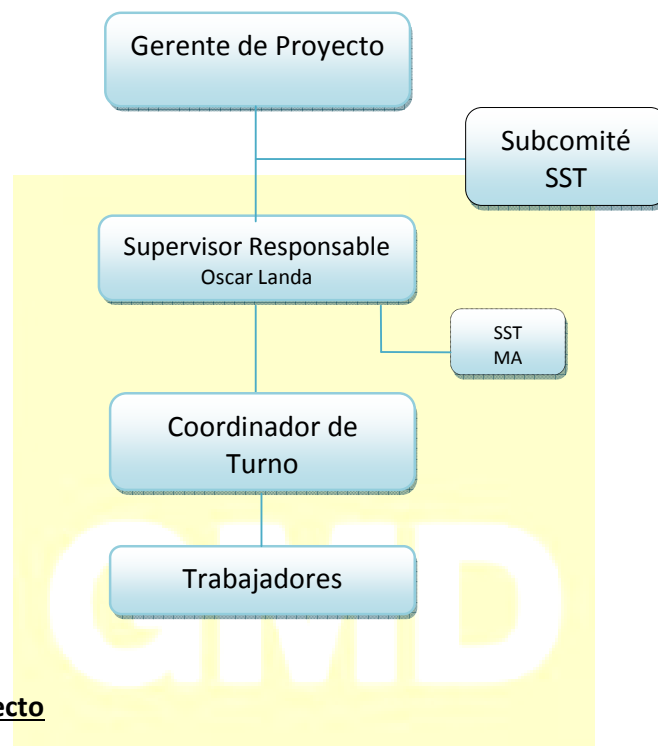 Gerente de Proyecto
Subcomité
SST
Supervisor Responsable
Oscar Landa
SST
MA
Coordinador de
Turno
Trabajadores
GMD
ecto